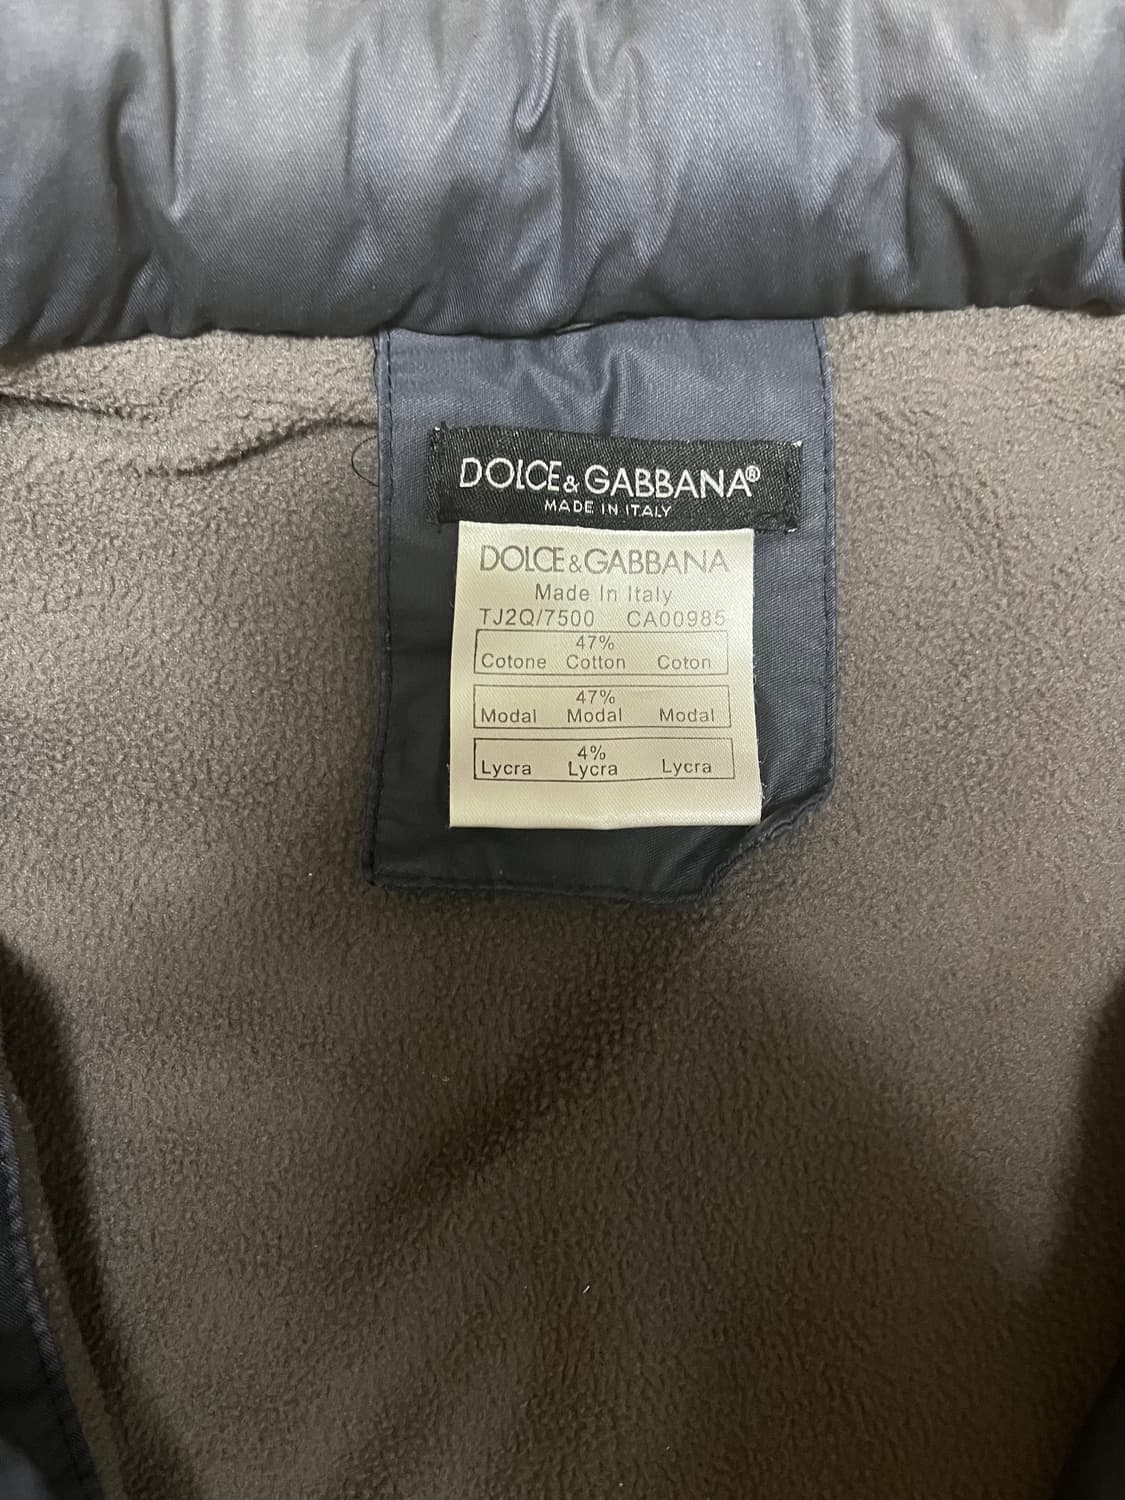 DOLCE&GABBANA®
MADE IN ITALY
DOLCE&GABBANA
Made In Italy
TJ2Q/7500 CA00985
47%
Cotone Cotton Coton
47%
Modal Modal Modal
4%
Lycra Lycra Lycra